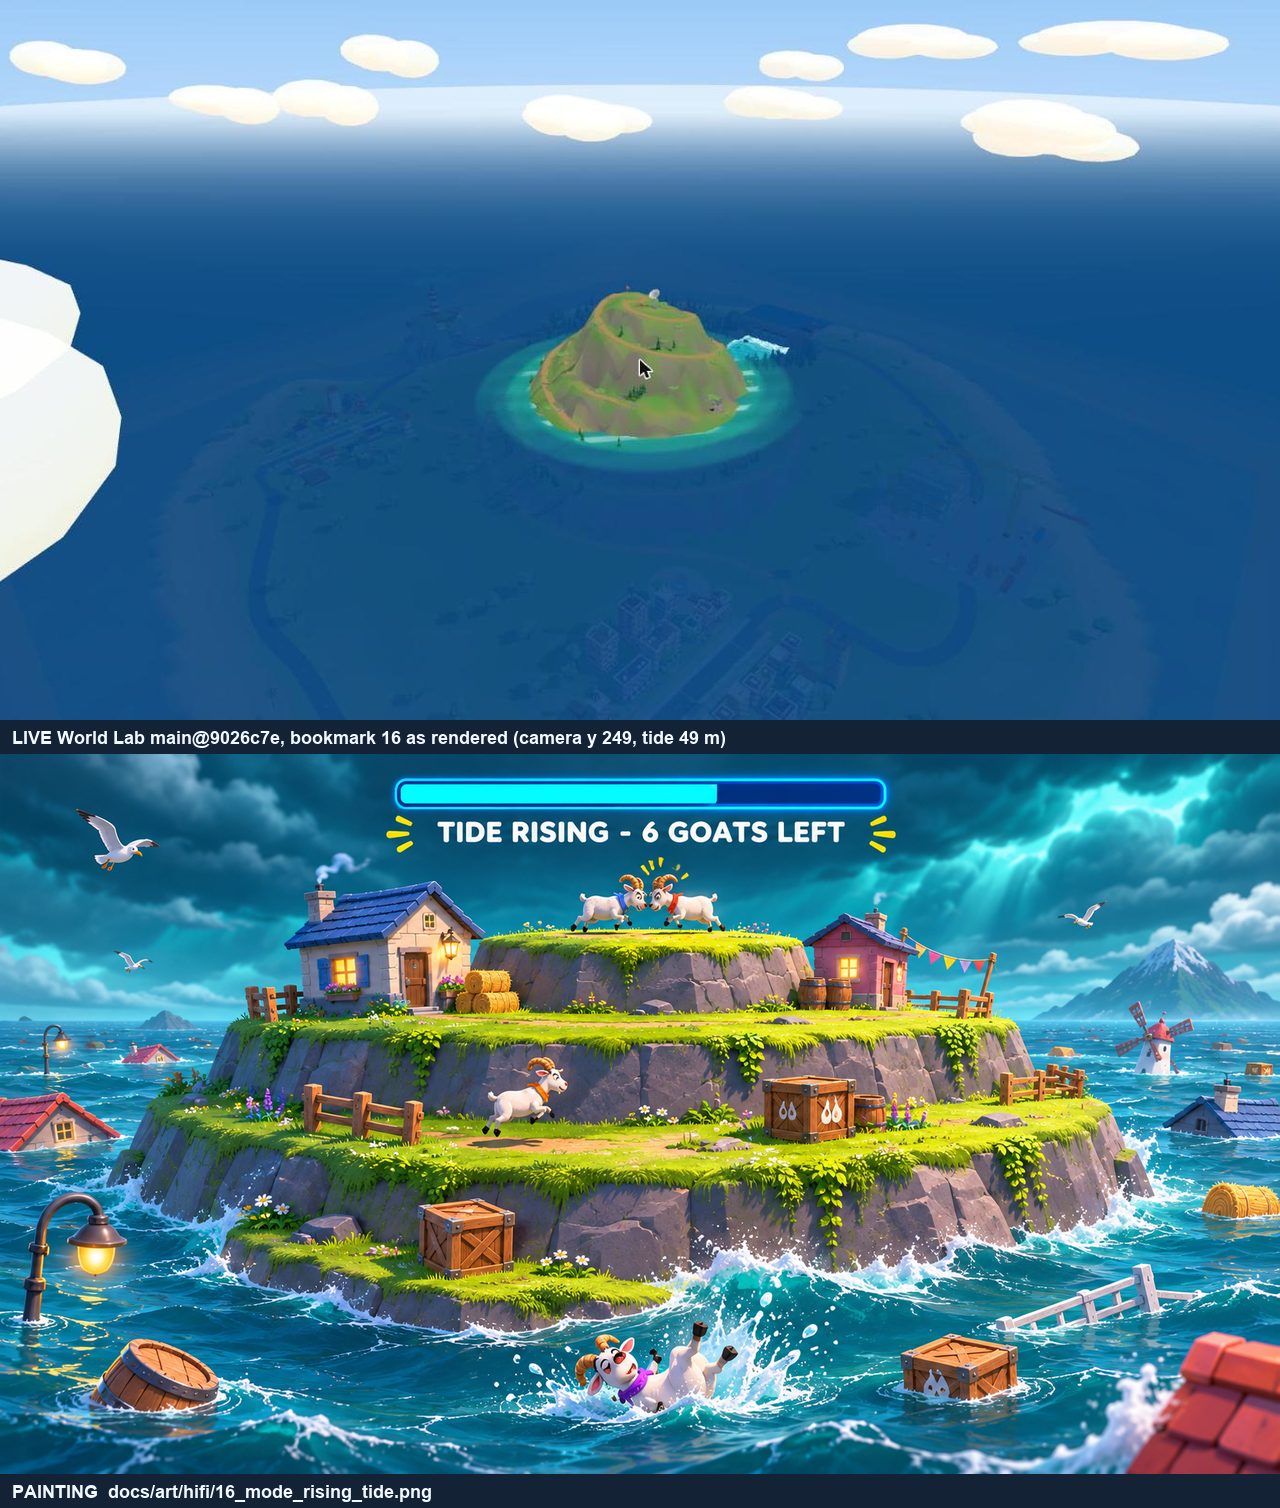 LIVE World Lab main@9026c7e, bookmark 16 as rendered (camera y 249, tide 49 m)
TIDE RISING - 6 GOATS LEFT
PAINTING docs/art/hifi/16_mode_rising_tide.png